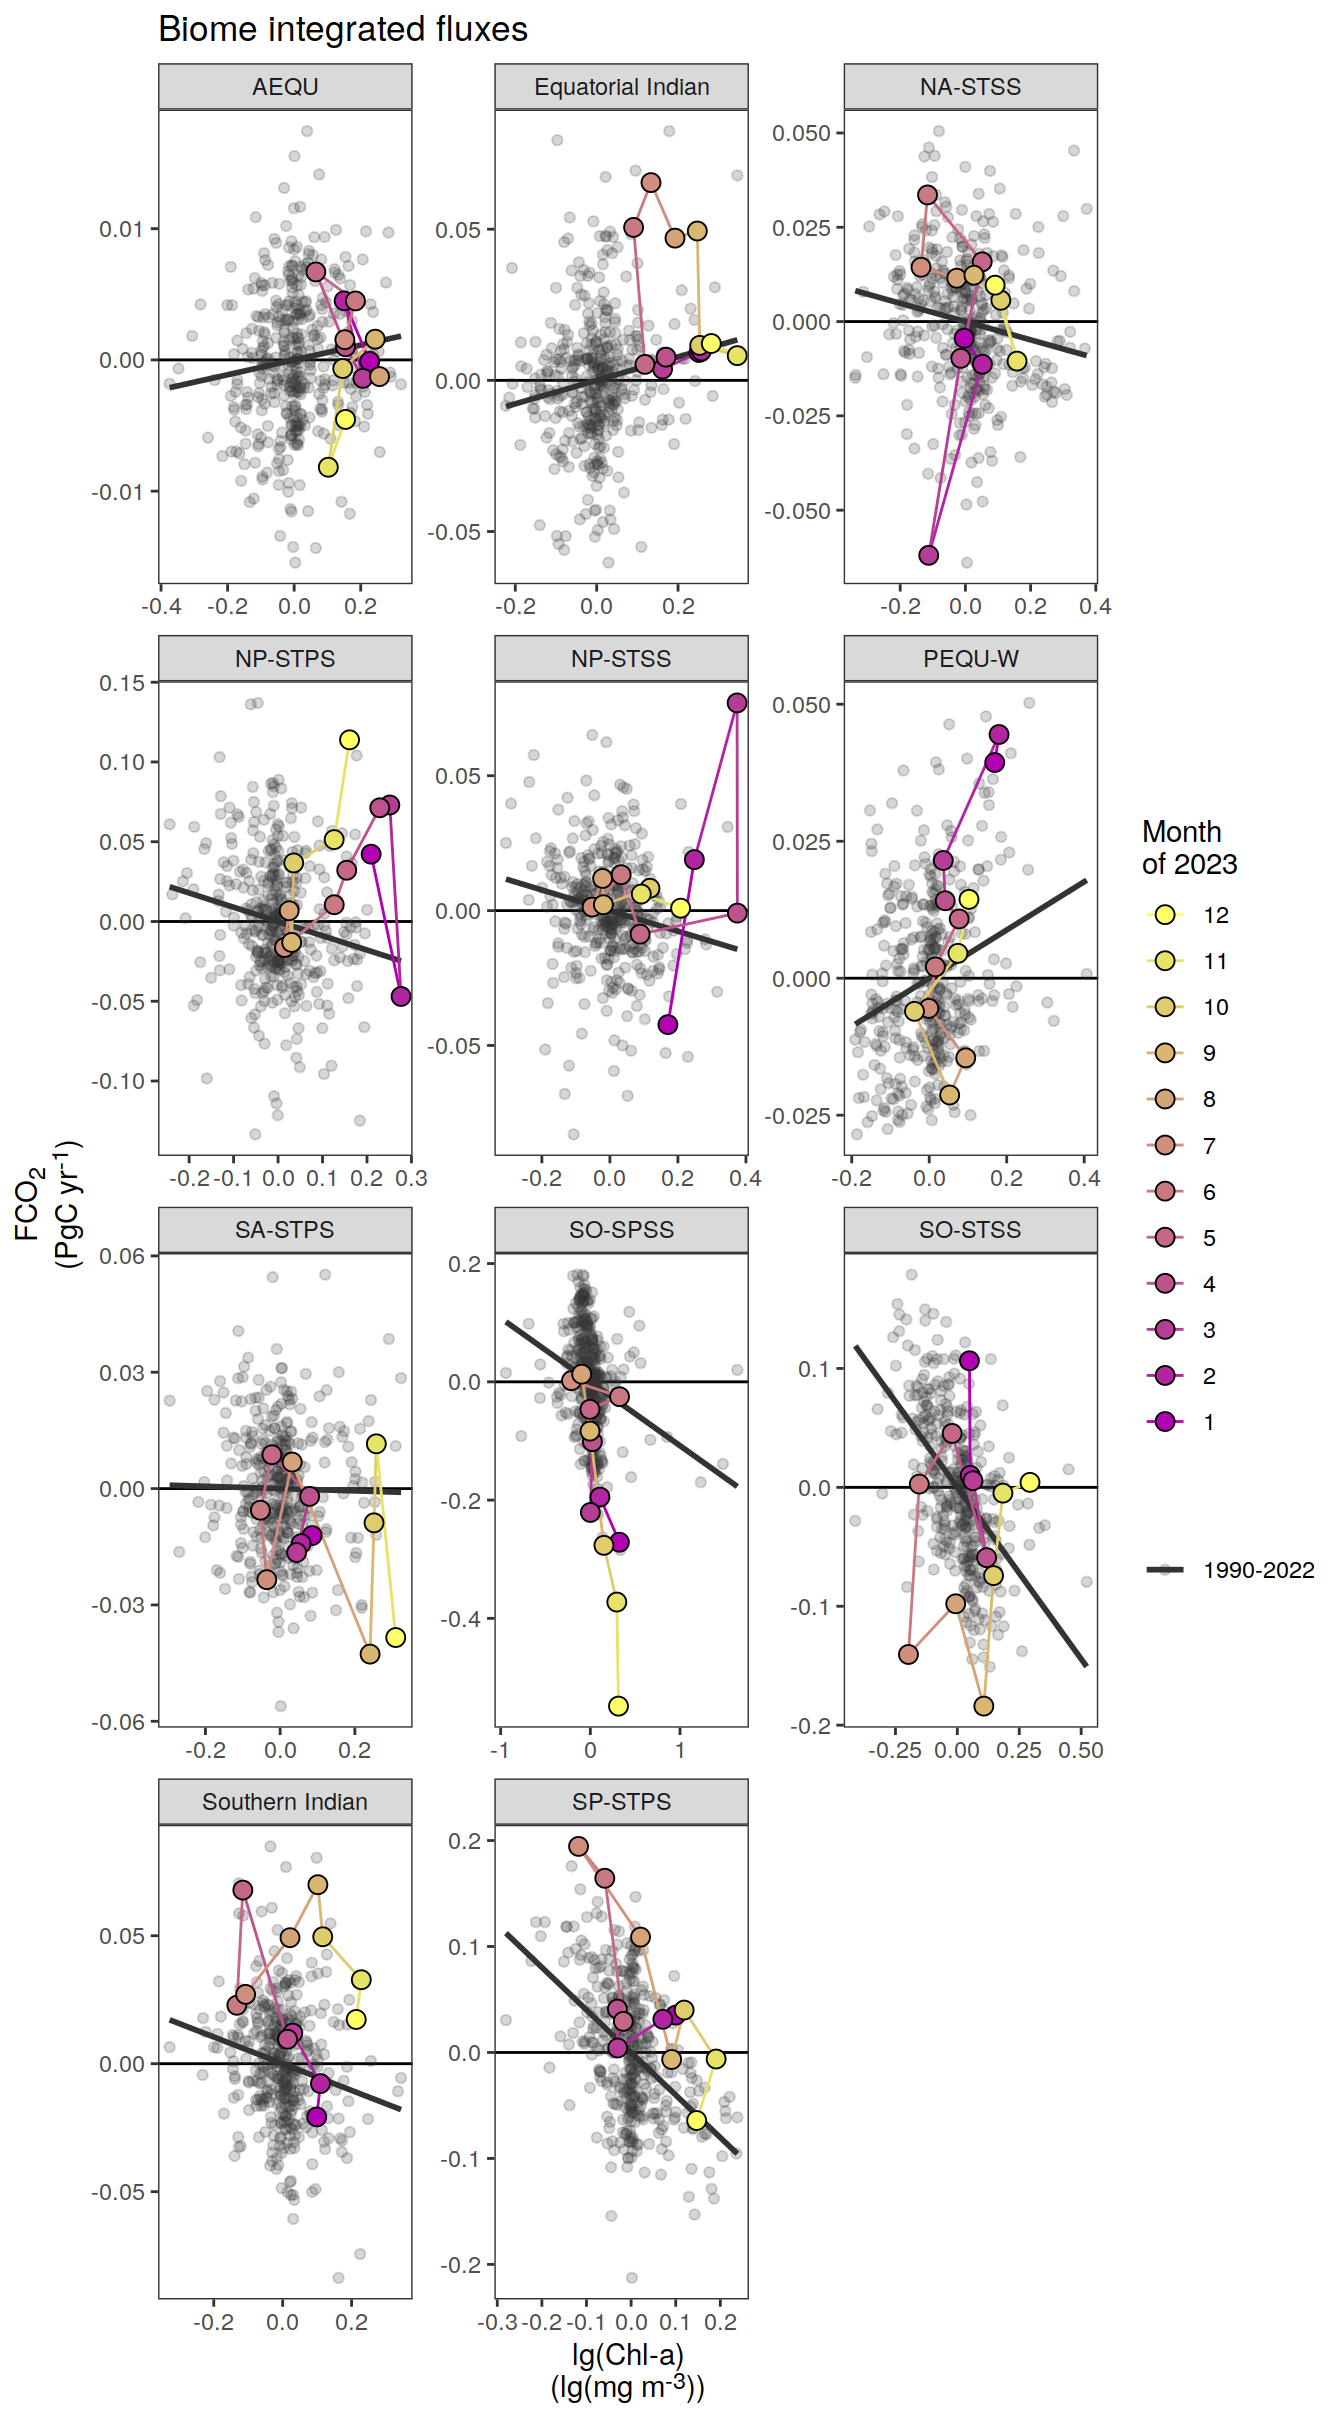 Biome integrated fluxes
AEQU
Equatorial Indian
NA-STSS
0.01
0.00
-0.01
-0.4 -0.2 0.0 0.2
0.05
0.00
-0.05
-0.2 0.0 0.2
0.050
0.025
0.000
-0.025
-0.050
-0.2 0.0 0.2 0.4
NP-STPS
NP-STSS
PEQU-W
0.15
0.10
0.05
0.00
-0.05
-0.10
-0.2 -0.1 0.0 0.1 0.2 0.3
0.05
0.00
-0.05
-0.2 0.0 0.2 0.4
0.050
0.025
0.000
-0.025
-0.2 0.0 0.2 0.4
SA-STPS
SO-SPSS
SO-STSS
0.06
0.03
0.00
-0.03
-0.06
-0.2 0.0 0.2
0.2
0.0
-0.2
-0.4
-1 0 1
0.1
0.0
-0.1
-0.2
-0.25 0.00 0.25 0.50
Southern Indian
SP-STPS
0.05
0.00
-0.05
-0.2 0.0 0.2
0.2
0.1
0.0
-0.1
-0.2
-0.3 -0.2 -0.1 0.0 0.1 0.2
FCO₂
(PgC yr⁻¹)
lg(Chl-a)
(lg(mg m⁻³))
Month
of 2023
12
11
10
9
8
7
6
5
4
3
2
1
1990-2022